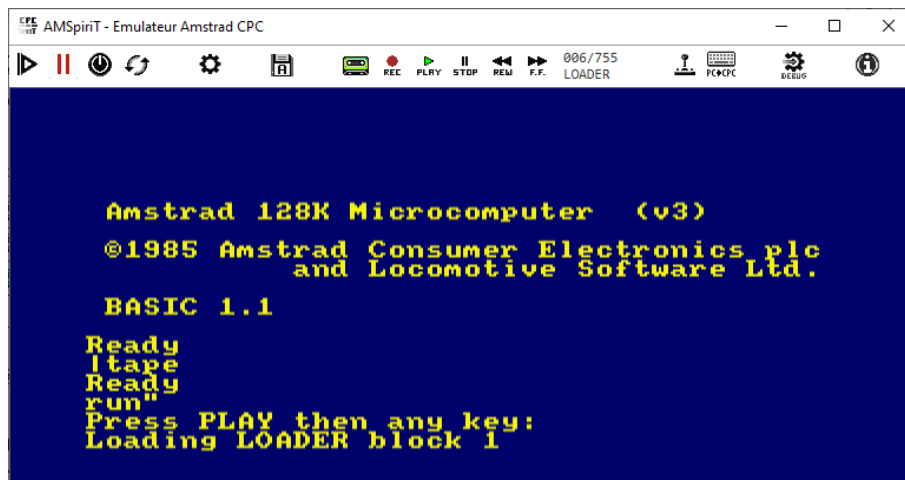 AMSpiriT - Emulateur Amstrad CPC
REC PLAY STOP REW F.F. 006/755 LOADER PC CPC DEBUG
Amstrad 128K Microcomputer (v3)
©1985 Amstrad Consumer Electronics plc
and Locomotive Software Ltd.
BASIC 1.1
Ready
|tape
Ready
run"
Press PLAY then any key:
Loading LOADER block 1